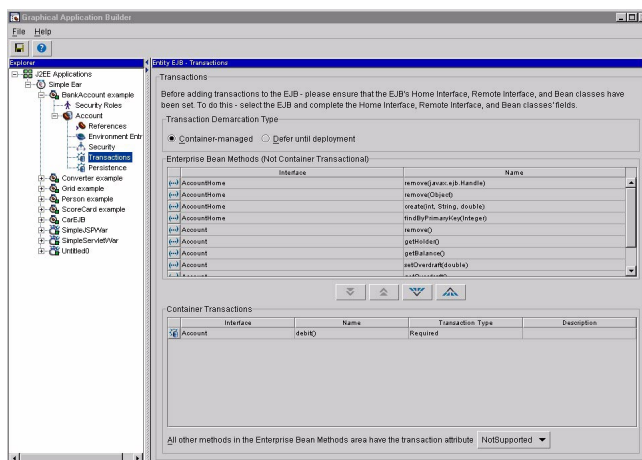 Graphical Application Builder
File Help
Explorer
J2EE Applications
Simple Ear
BankAccount example
Security Roles
Account
References
Environment Entr
Security
Transactions
Persistence
Converter example
Grid example
Person example
ScoreCard example
CarEJB
SimpleJSPWar
SimpleServletWar
Untitled0
Entity EJB - Transactions
Transactions
Before adding transactions to the EJB - please ensure that the EJB's Home Interface, Remote Interface, and Bean classes have
been set. To do this - select the EJB and complete the Home Interface, Remote Interface, and Bean classes' fields.
Transaction Demarcation Type
Container-managed Defer until deployment
Enterprise Bean Methods (Not Container Transactional)
Interface Name
AccountHome remove(javax.ejb.Handle)
AccountHome remove(Object)
AccountHome create(int, String, double)
AccountHome findByPrimaryKey(Integer)
Account remove()
Account getHolder()
Account getBalance()
Account setOverdraft(double)
Account getOverdraft()
Container Transactions
Interface Name Transaction Type Description
Account debit() Required
All other methods in the Enterprise Bean Methods area have the transaction attribute NotSupported